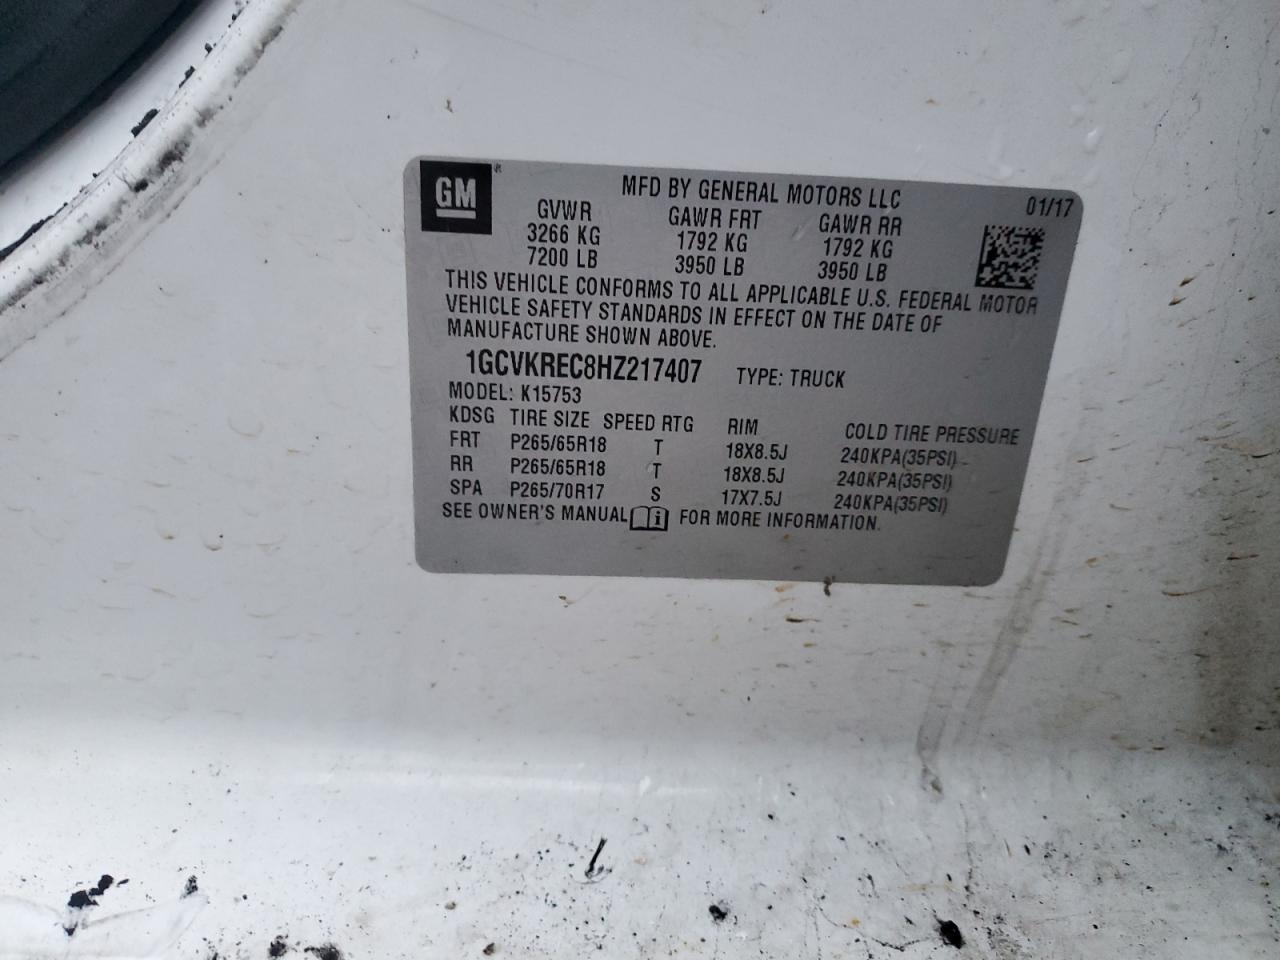 GM
MFD BY GENERAL MOTORS LLC 01/17
GVWR GAWR FRT GAWR RR
3266 KG 1792 KG 1792 KG
7200 LB 3950 LB 3950 LB
THIS VEHICLE CONFORMS TO ALL APPLICABLE U.S. FEDERAL MOTOR
VEHICLE SAFETY STANDARDS IN EFFECT ON THE DATE OF
MANUFACTURE SHOWN ABOVE.
1GCVKREC8HZ217407 TYPE: TRUCK
MODEL: K15753
KDSG TIRE SIZE SPEED RTG RIM COLD TIRE PRESSURE
FRT P265/65R18 T 18X8.5J 240KPA(35PSI)
RR P265/65R18 T 18X8.5J 240KPA(35PSI)
SPA P265/70R17 S 17X7.5J 240KPA(35PSI)
SEE OWNER'S MANUAL i FOR MORE INFORMATION.